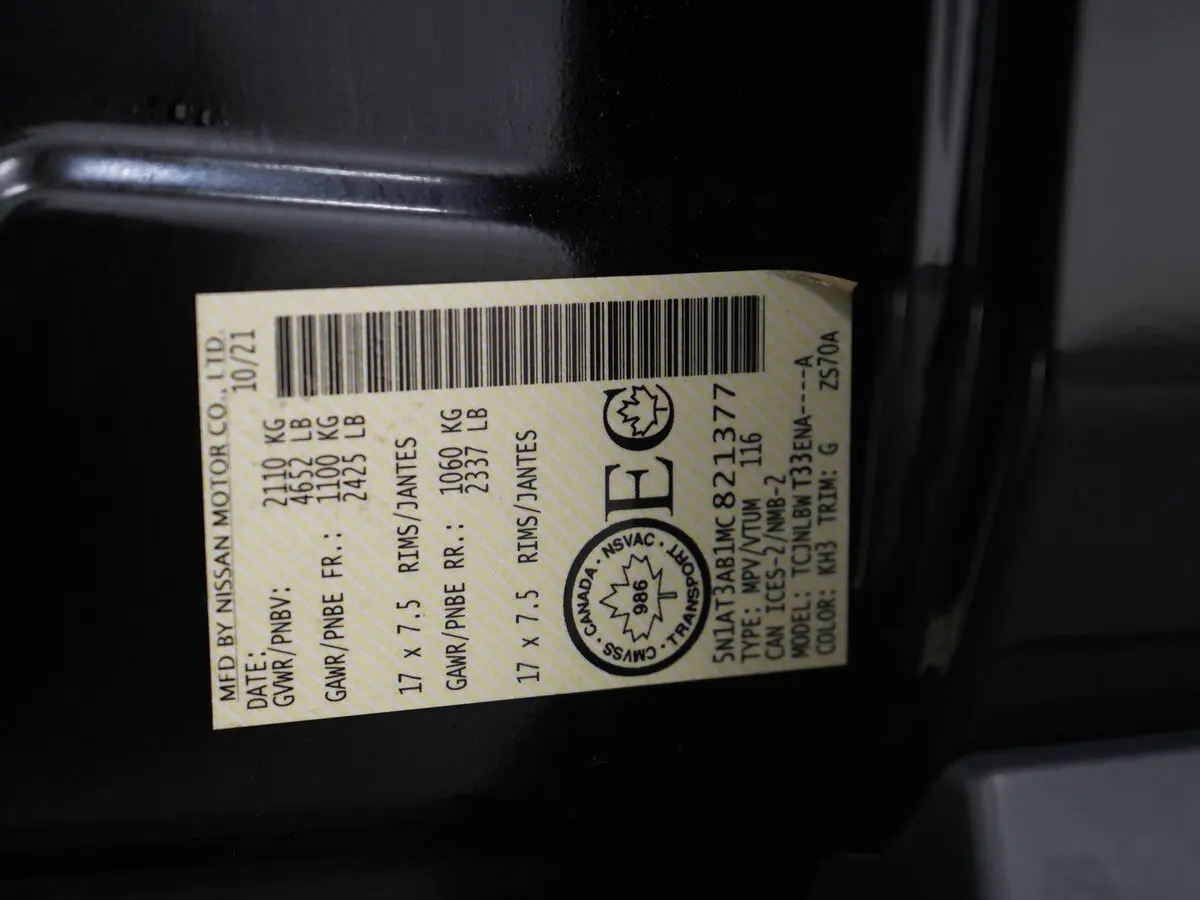 MFD BY NISSAN MOTOR CO., LTD.
DATE: 10/21
GVWR/PNBV: 2110 KG
4652 LB
GAWR/PNBE FR.: 1100 KG
2425 LB
17 x 7.5 RIMS/JANTES
GAWR/PNBE RR.: 1060 KG
2337 LB
17 x 7.5 RIMS/JANTES
CANADA · NSVAC · TRANSPORT · CMVSS ·
986
EC
5N1AT3AB1MC821377
TYPE: MPV/VTUM 116
CAN ICES-2/NMB-2
MODEL: TCJNLBW T33ENA----A
COLOR: KH3 TRIM: G ZS70A